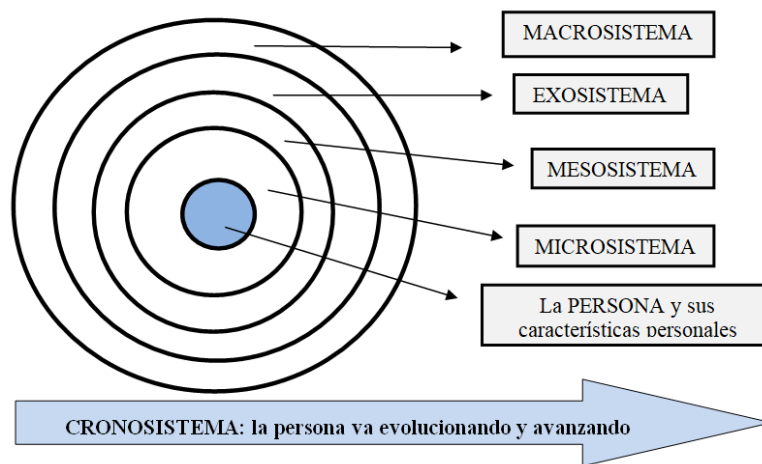 MACROSISTEMA
EXOSISTEMA
MESOSISTEMA
MICROSISTEMA
La PERSONA y sus
características personales
CRONOSISTEMA: la persona va evolucionando y avanzando